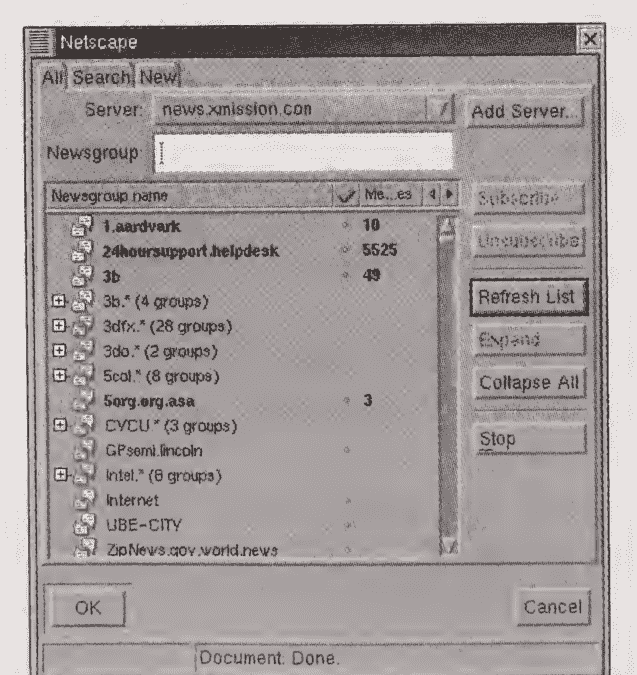 Netscape
All Search New
Server: news.xmission.com Add Server...
Newsgroup:
Newsgroup name Me...es Subscribe
1.aardvark 10
24hoursupport.helpdesk 5525 Unsubscribe
3b 49
3b.* (4 groups) Refresh List
3dfx.* (28 groups)
3do.* (2 groups) Expand
5col.* (8 groups) Collapse All
5org.org.asa 3
CYCU.* (3 groups)
GPseml.lincoln Stop
Intel.* (6 groups)
Internet
UBE-CITY
ZipNews.gov.world.news
OK Cancel
Document: Done.